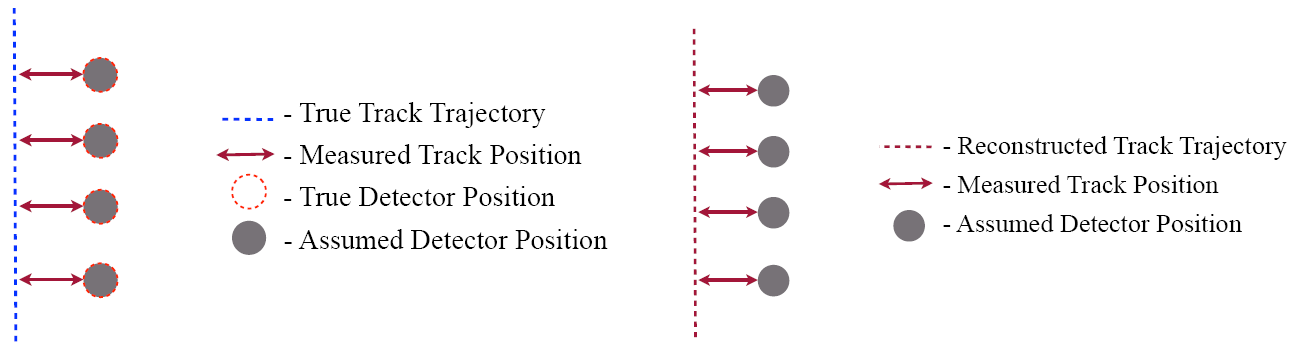 - True Track Trajectory
- Measured Track Position
- True Detector Position
- Assumed Detector Position
- Reconstructed Track Trajectory
- Measured Track Position
- Assumed Detector Position